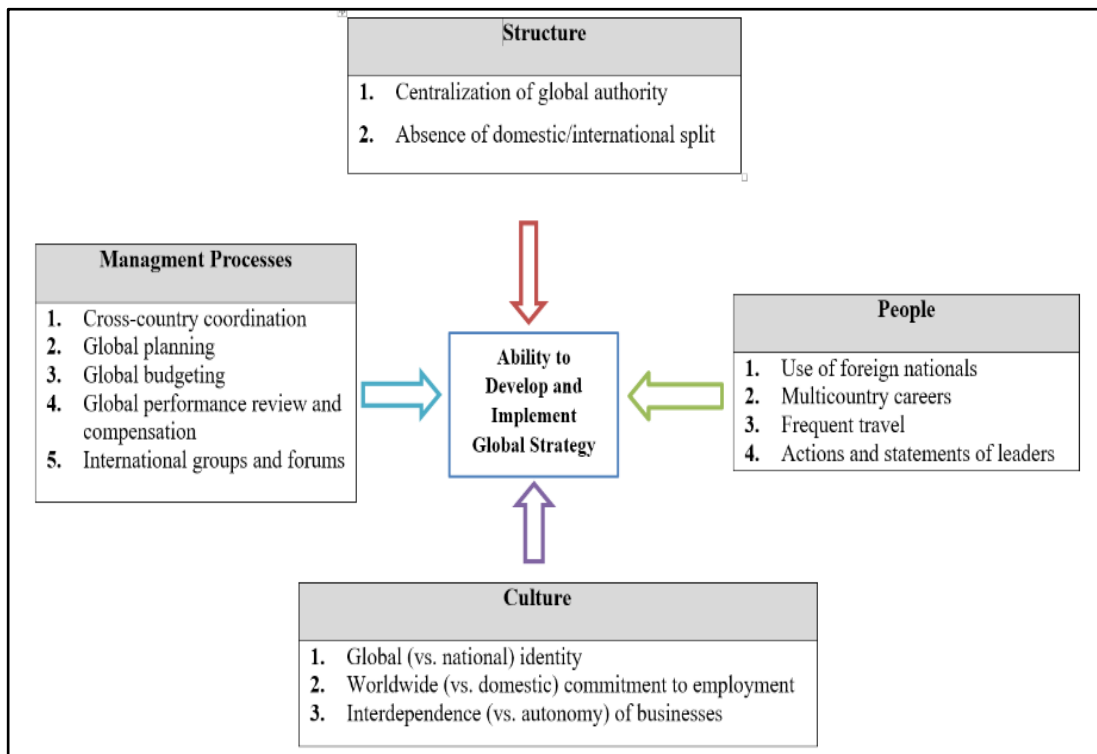 Structure
1. Centralization of global authority
2. Absence of domestic/international split
Managment Processes
1. Cross-country coordination
2. Global planning
3. Global budgeting
4. Global performance review and
compensation
5. International groups and forums
Ability to
Develop and
Implement
Global Strategy
People
1. Use of foreign nationals
2. Multicountry careers
3. Frequent travel
4. Actions and statements of leaders
Culture
1. Global (vs. national) identity
2. Worldwide (vs. domestic) commitment to employment
3. Interdependence (vs. autonomy) of businesses